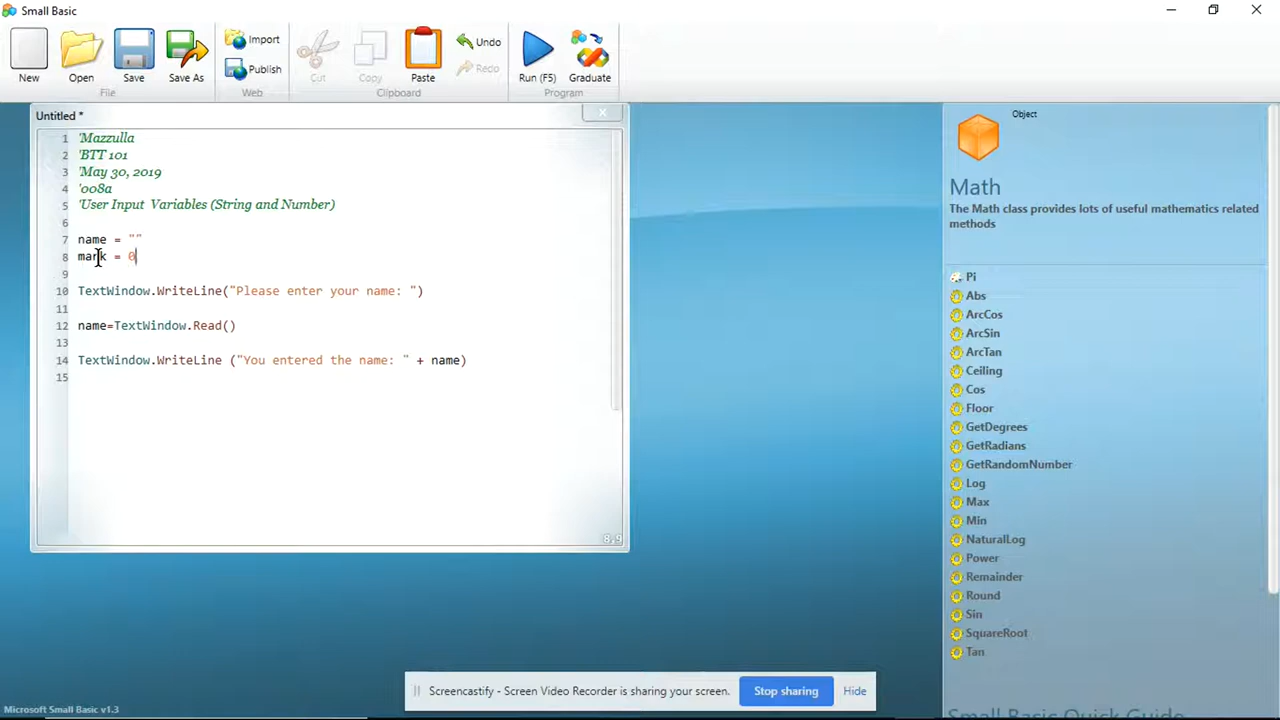 Small Basic
New
Open
Save
Save As
Import
Publish
Cut
Copy
Paste
Undo
Redo
Run (F5)
Graduate
File
Web
Clipboard
Program
Untitled *
1 'Mazzulla
2 'BTT 101
3 'May 30, 2019
4 '008a
5 'User Input  Variables (String and Number)
6
7 name = ""
8 mark = 0
9
10 TextWindow.WriteLine("Please enter your name: ")
11
12 name=TextWindow.Read()
13
14 TextWindow.WriteLine ("You entered the name: " + name)
15
8,9
Object
Math
The Math class provides lots of useful mathematics related
methods
Pi
Abs
ArcCos
ArcSin
ArcTan
Ceiling
Cos
Floor
GetDegrees
GetRadians
GetRandomNumber
Log
Max
Min
NaturalLog
Power
Remainder
Round
Sin
SquareRoot
Tan
Small Basic Quick Guide
Screencastify - Screen Video Recorder is sharing your screen.
Stop sharing
Hide
Microsoft Small Basic v1.3